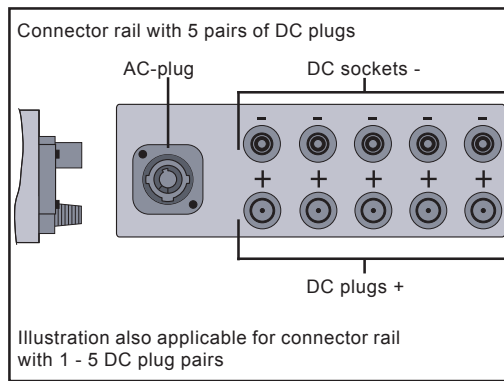 Connector rail with 5 pairs of DC plugs
AC-plug
DC sockets -
- - - - -
+ + + + +
DC plugs +
Illustration also applicable for connector rail
with 1 - 5 DC plug pairs